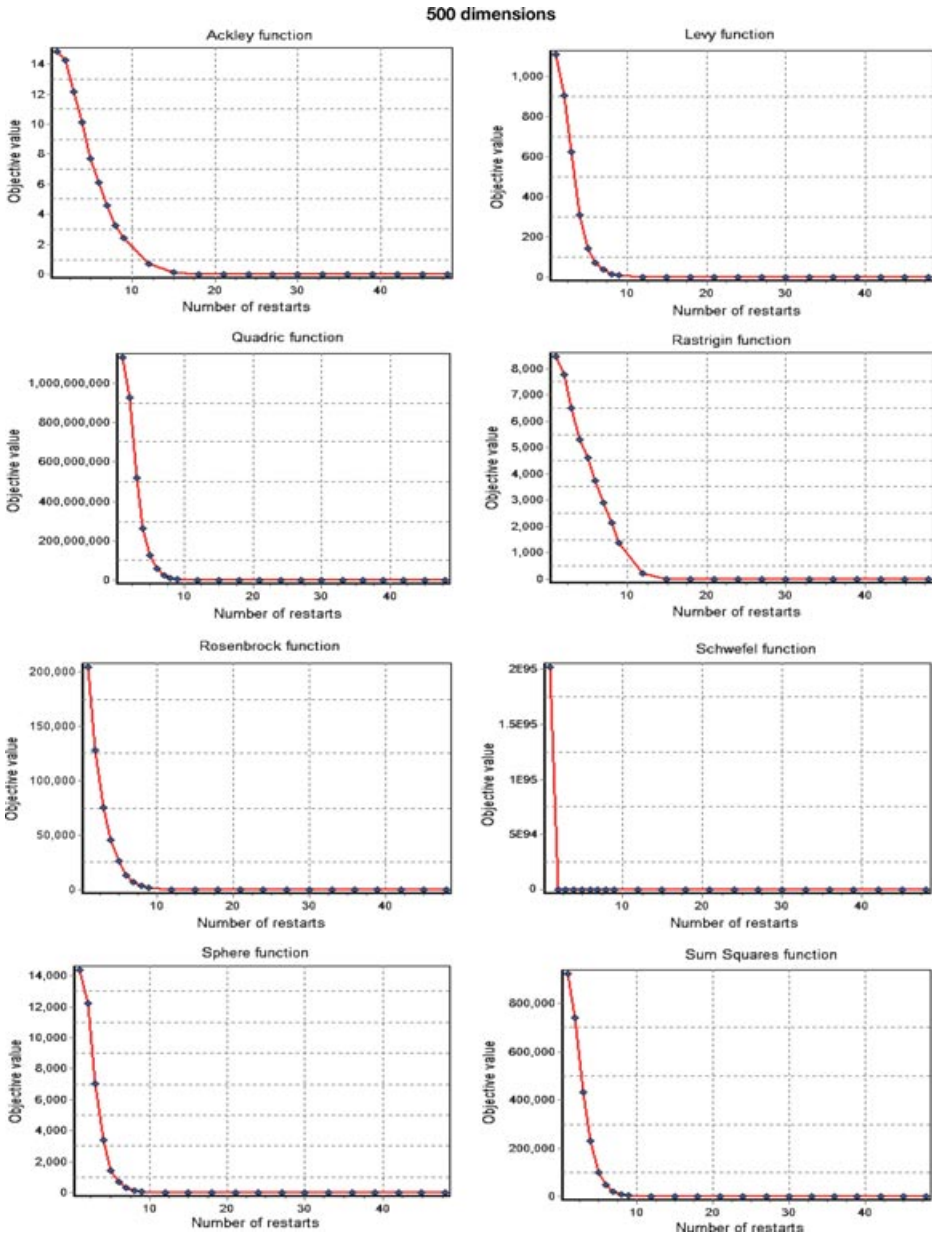 500 dimensions
Ackley function
14
12
10
8
6
4
2
0
Objective value
10 20 30 40
Number of restarts
Levy function
1,000
800
600
400
200
0
Objective value
10 20 30 40
Number of restarts
Quadric function
1,000,000,000
800,000,000
600,000,000
400,000,000
200,000,000
0
Objective value
10 20 30 40
Number of restarts
Rastrigin function
8,000
7,000
6,000
5,000
4,000
3,000
2,000
1,000
0
Objective value
10 20 30 40
Number of restarts
Rosenbrock function
200,000
150,000
100,000
50,000
0
Objective value
10 20 30 40
Number of restarts
Schwefel function
2E95
1.5E95
1E95
5E94
0
Objective value
10 20 30 40
Number of restarts
Sphere function
14,000
12,000
10,000
8,000
6,000
4,000
2,000
0
Objective value
10 20 30 40
Number of restarts
Sum Squares function
800,000
600,000
400,000
200,000
0
Objective value
10 20 30 40
Number of restarts